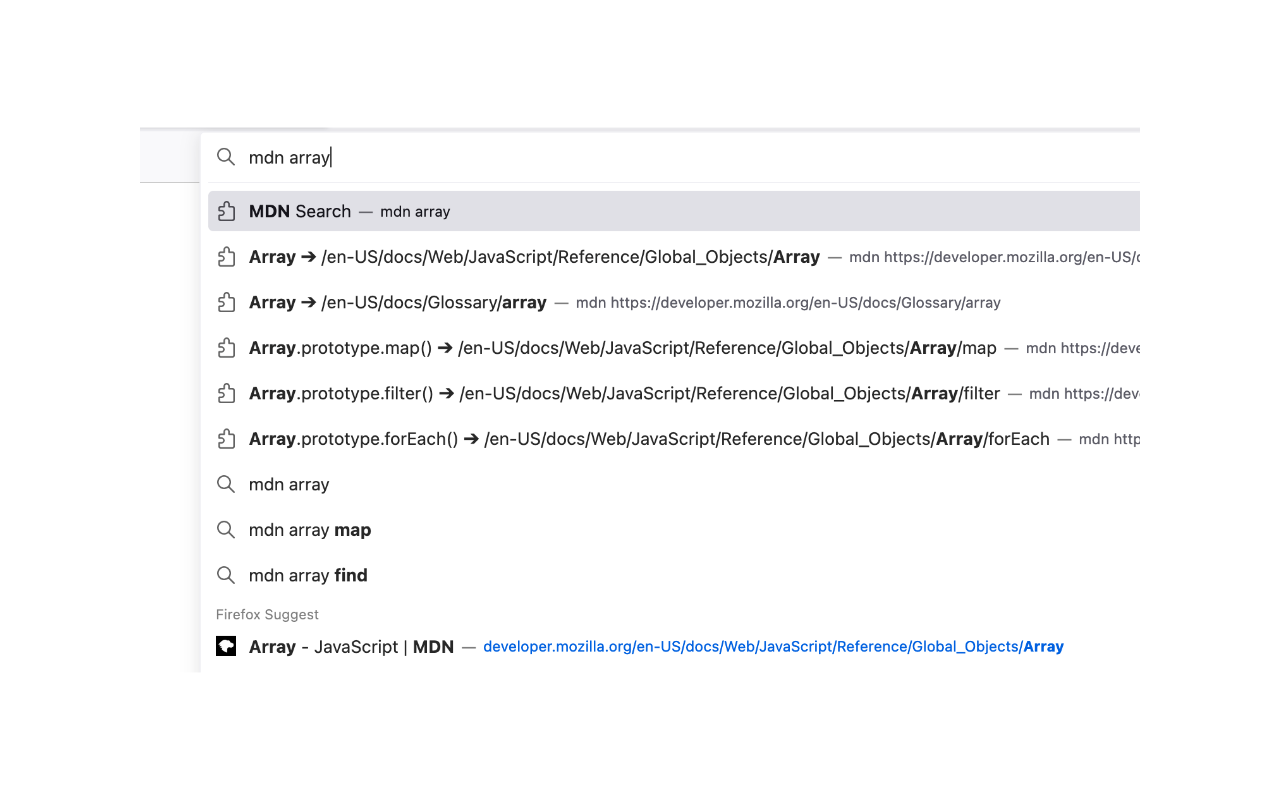 mdn array
MDN Search — mdn array
Array ➔ /en-US/docs/Web/JavaScript/Reference/Global_Objects/Array — mdn https://developer.mozilla.org/en-US/
Array ➔ /en-US/docs/Glossary/array — mdn https://developer.mozilla.org/en-US/docs/Glossary/array
Array.prototype.map() ➔ /en-US/docs/Web/JavaScript/Reference/Global_Objects/Array/map — mdn https://deve
Array.prototype.filter() ➔ /en-US/docs/Web/JavaScript/Reference/Global_Objects/Array/filter — mdn https://dev
Array.prototype.forEach() ➔ /en-US/docs/Web/JavaScript/Reference/Global_Objects/Array/forEach — mdn http
mdn array
mdn array map
mdn array find
Firefox Suggest
Array - JavaScript | MDN — developer.mozilla.org/en-US/docs/Web/JavaScript/Reference/Global_Objects/Array